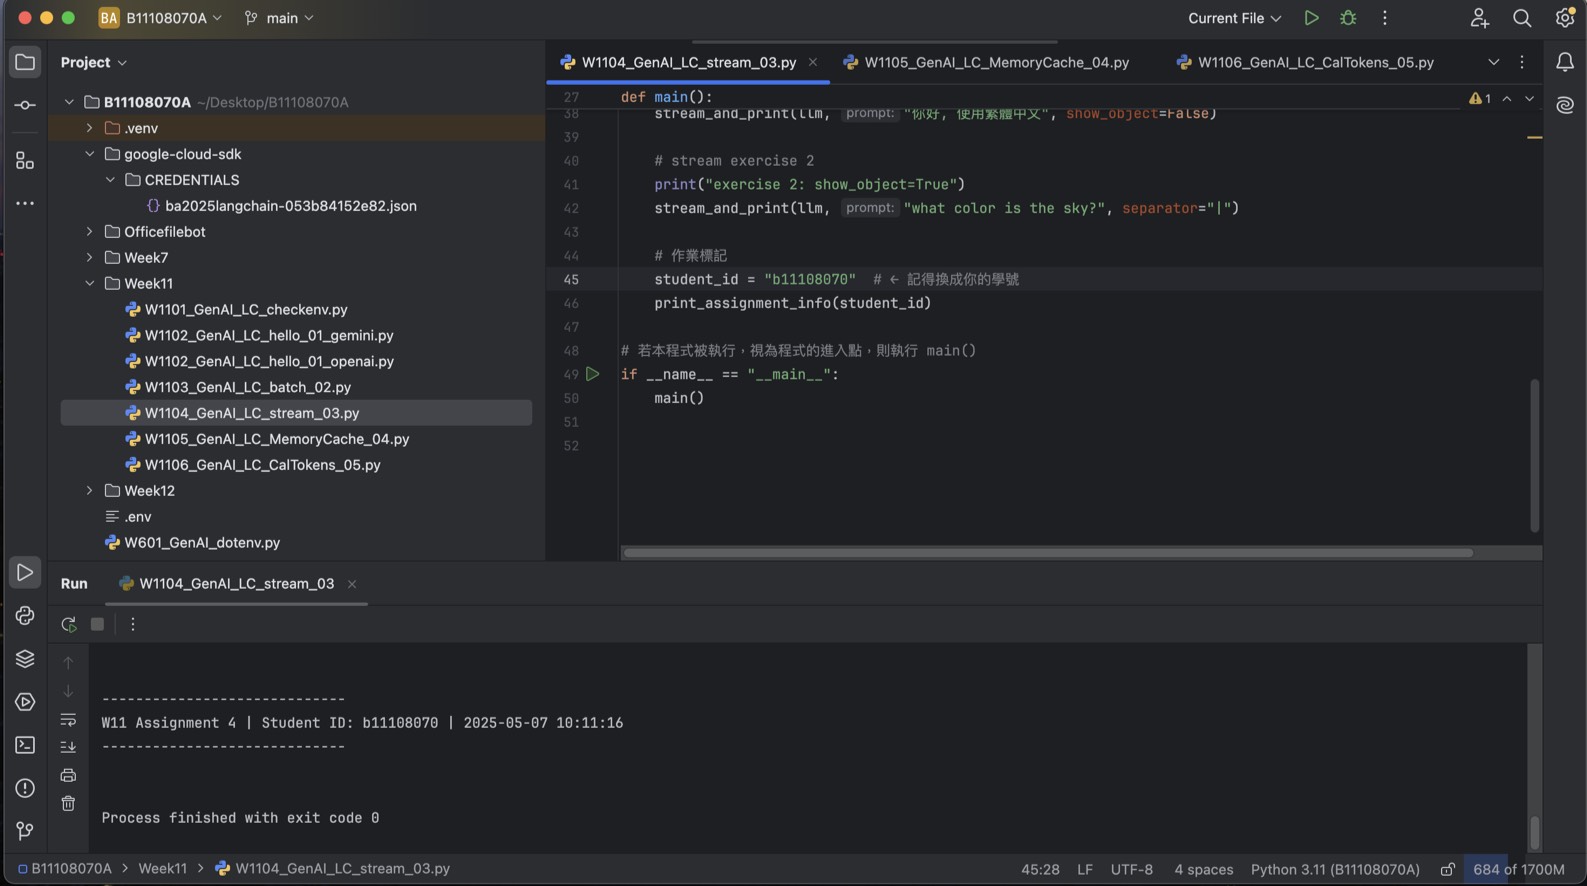 BA B11108070A main Current File
Project
B11108070A ~/Desktop/B11108070A
.venv
google-cloud-sdk
CREDENTIALS
{} ba2025langchain-053b84152e82.json
Officefilebot
Week7
Week11
W1101_GenAI_LC_checkenv.py
W1102_GenAI_LC_hello_01_gemini.py
W1102_GenAI_LC_hello_01_openai.py
W1103_GenAI_LC_batch_02.py
W1104_GenAI_LC_stream_03.py
W1105_GenAI_LC_MemoryCache_04.py
W1106_GenAI_LC_CalTokens_05.py
Week12
.env
W601_GenAI_dotenv.py
W1104_GenAI_LC_stream_03.py W1105_GenAI_LC_MemoryCache_04.py W1106_GenAI_LC_CalTokens_05.py
27 def main(): 1
38 stream_and_print(llm, prompt: "你好, 使用繁體中文", show_object=False)
39
40 # stream exercise 2
41 print("exercise 2: show_object=True")
42 stream_and_print(llm, prompt: "what color is the sky?", separator="|")
43
44 # 作業標記
45 student_id = "b11108070" # ← 記得換成你的學號
46 print_assignment_info(student_id)
47
48 # 若本程式被執行，視為程式的進入點，則執行 main()
49 if __name__ == "__main__":
50 main()
51
52
Run W1104_GenAI_LC_stream_03
-----------------------------
W11 Assignment 4 | Student ID: b11108070 | 2025-05-07 10:11:16
-----------------------------
Process finished with exit code 0
B11108070A > Week11 > W1104_GenAI_LC_stream_03.py 45:28 LF UTF-8 4 spaces Python 3.11 (B11108070A) 684 of 1700M